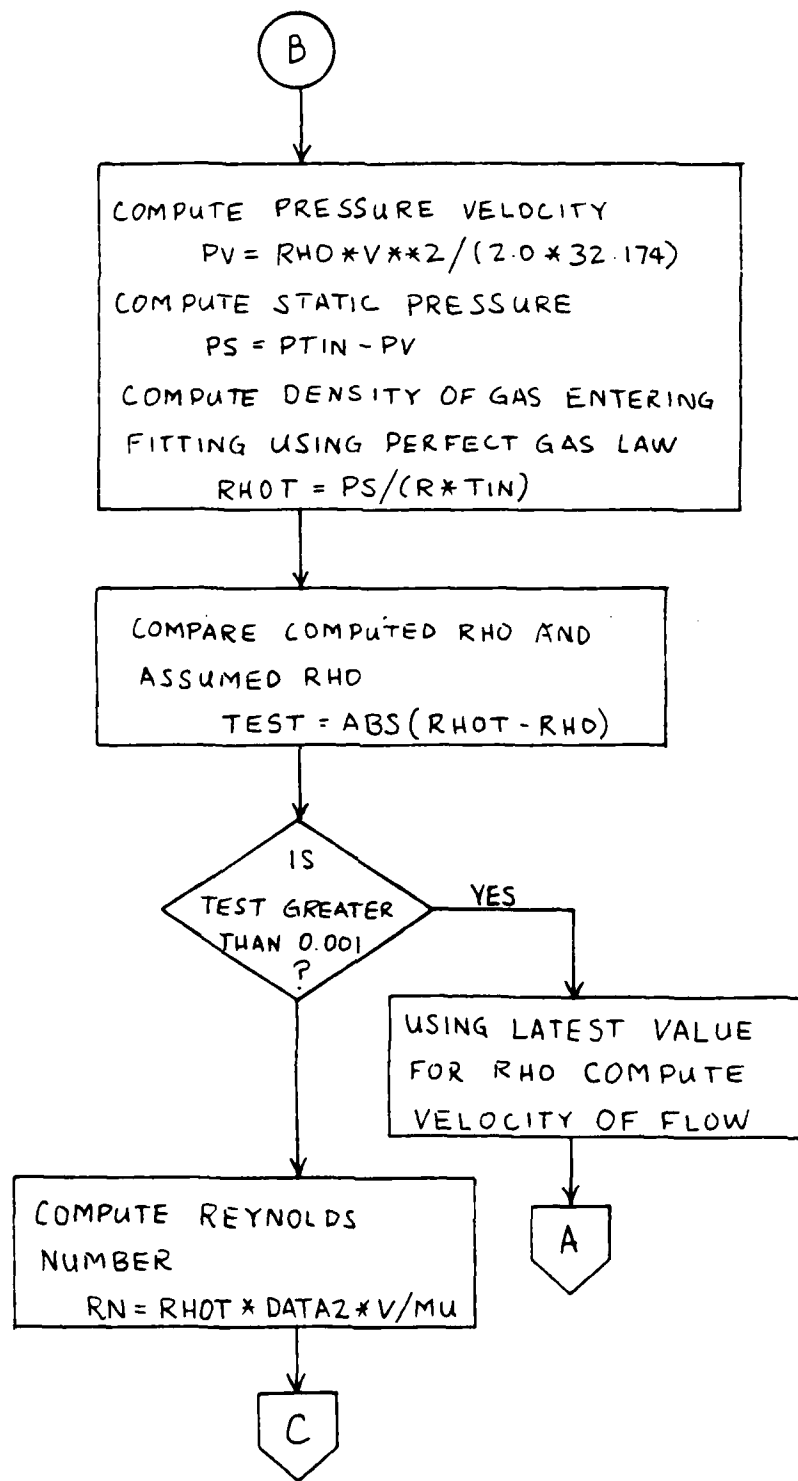 B
COMPUTE PRESSURE VELOCITY
PV = RHO*V**2/(2.0*32.174)
COMPUTE STATIC PRESSURE
PS = PTIN - PV
COMPUTE DENSITY OF GAS ENTERING
FITTING USING PERFECT GAS LAW
RHOT = PS/(R*TIN)
COMPARE COMPUTED RHO AND
ASSUMED RHO
TEST = ABS(RHOT - RHO)
IS
TEST GREATER
THAN 0.001
?
YES
USING LATEST VALUE
FOR RHO COMPUTE
VELOCITY OF FLOW
A
COMPUTE REYNOLDS
NUMBER
RN = RHOT * DATA2 * V/MU
C